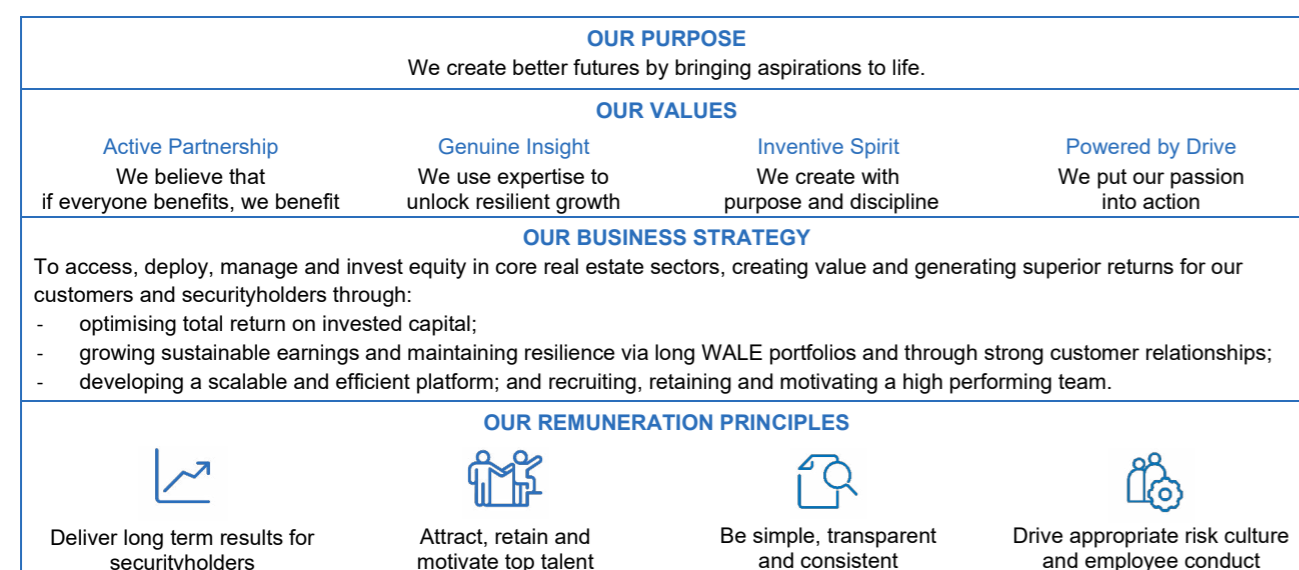 OUR PURPOSE
We create better futures by bringing aspirations to life.
OUR VALUES
Active Partnership
We believe that
if everyone benefits, we benefit
Genuine Insight
We use expertise to
unlock resilient growth
Inventive Spirit
We create with
purpose and discipline
Powered by Drive
We put our passion
into action
OUR BUSINESS STRATEGY
To access, deploy, manage and invest equity in core real estate sectors, creating value and generating superior returns for our
customers and securityholders through:
- optimising total return on invested capital;
- growing sustainable earnings and maintaining resilience via long WALE portfolios and through strong customer relationships;
- developing a scalable and efficient platform; and recruiting, retaining and motivating a high performing team.
OUR REMUNERATION PRINCIPLES
Deliver long term results for
securityholders
Attract, retain and
motivate top talent
Be simple, transparent
and consistent
Drive appropriate risk culture
and employee conduct